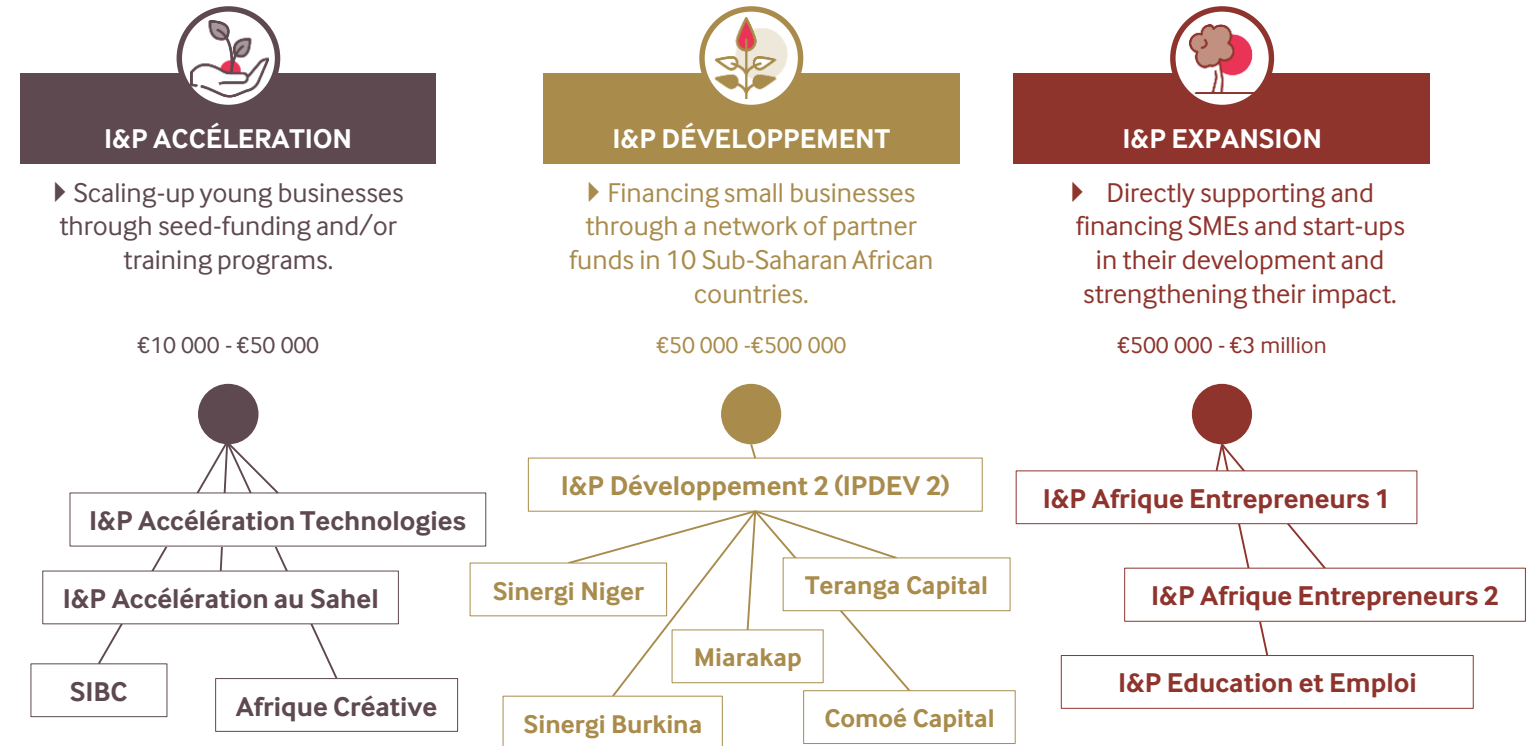 I&P ACCÉLERATION
▶ Scaling-up young businesses
through seed-funding and/or
training programs.
€10 000 - €50 000
I&P Accélération Technologies
I&P Accélération au Sahel
SIBC
Afrique Créative
I&P DÉVELOPPEMENT
▶ Financing small businesses
through a network of partner
funds in 10 Sub-Saharan African
countries.
€50 000 -€500 000
I&P Développement 2 (IPDEV 2)
Sinergi Niger
Teranga Capital
Miarakap
Sinergi Burkina
Comoé Capital
I&P EXPANSION
▶ Directly supporting and
financing SMEs and start-ups
in their development and
strengthening their impact.
€500 000 - €3 million
I&P Afrique Entrepreneurs 1
I&P Afrique Entrepreneurs 2
I&P Education et Emploi